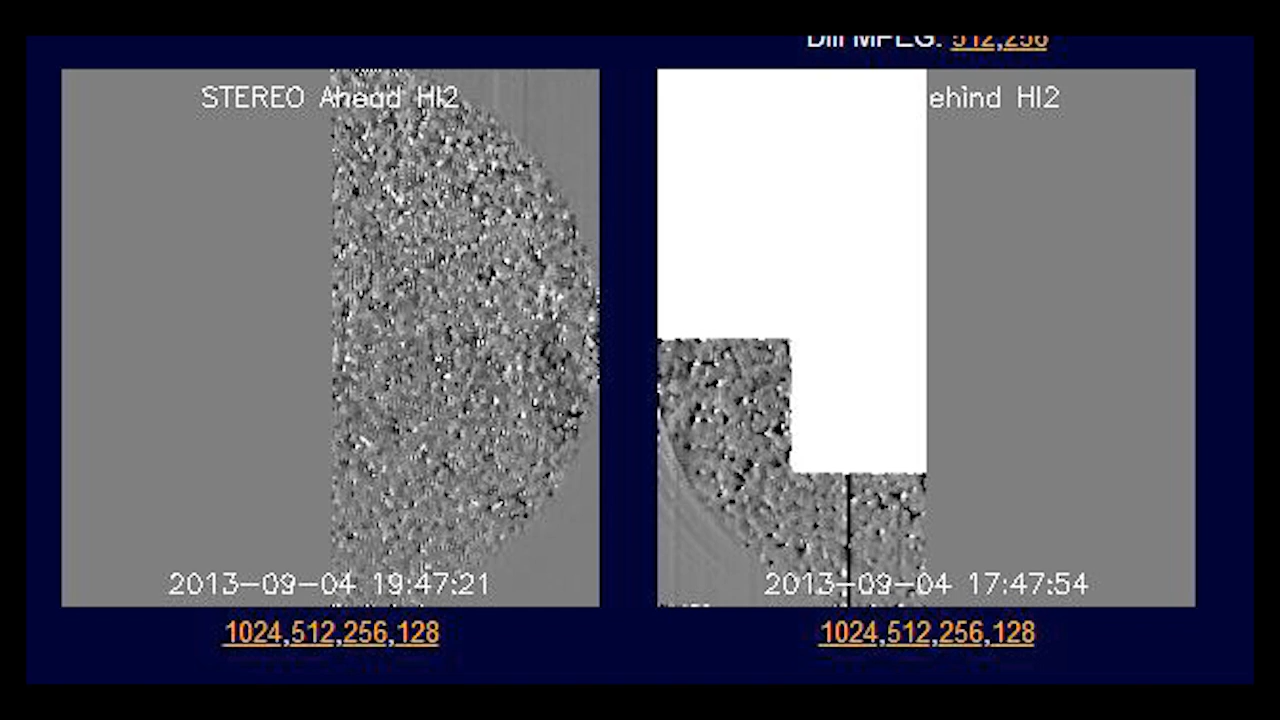 Diff MPEG: 512,256
STEREO Ahead HI2
ehind HI2
2013-09-04 19:47:21
2013-09-04 17:47:54
1024,512,256,128
1024,512,256,128